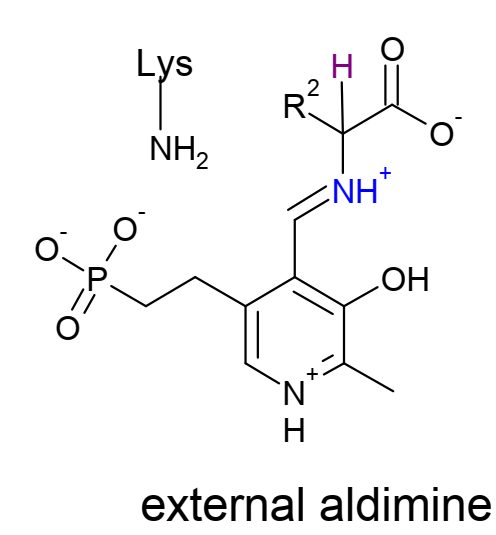 Lys
NH2
R2
H
O
O-
NH+
O-
O-
P
O
OH
N+
H
external aldimine